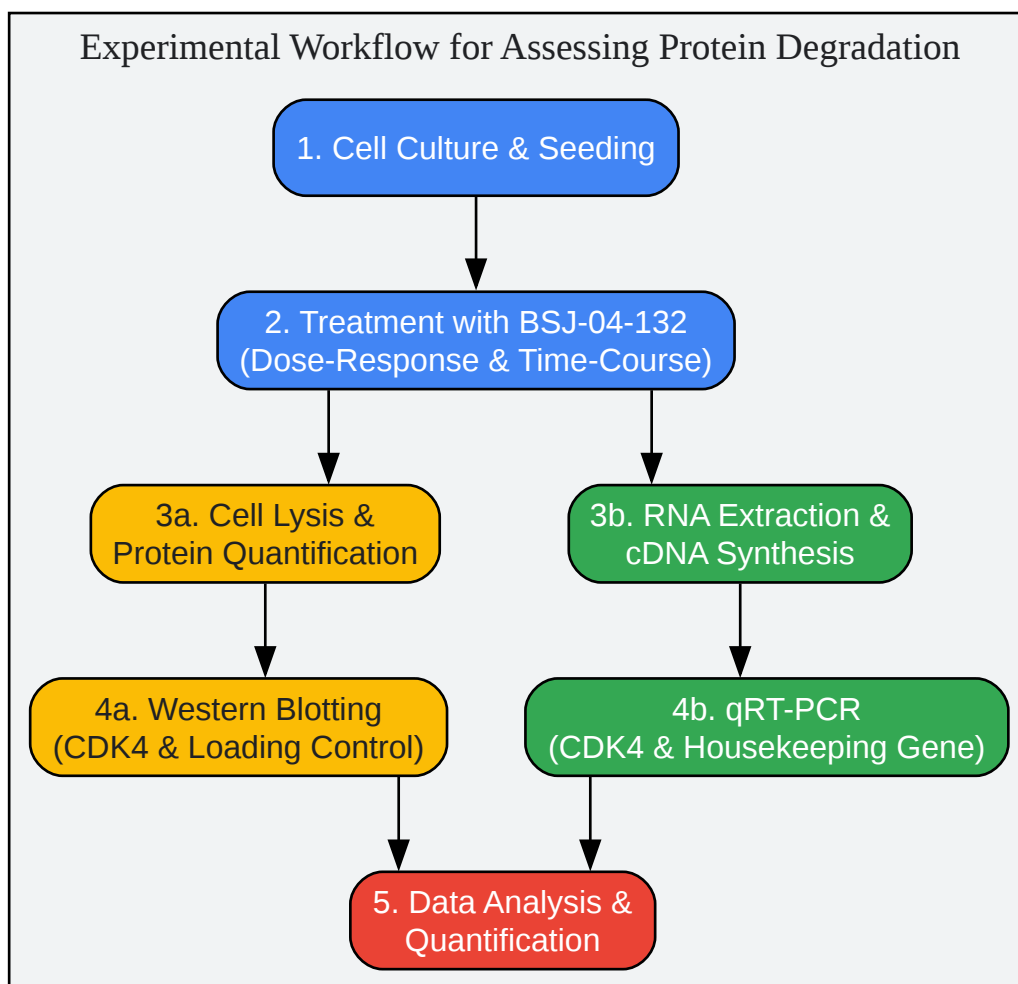 Experimental Workflow for Assessing Protein Degradation
1. Cell Culture & Seeding
2. Treatment with BSJ-04-132
(Dose-Response & Time-Course)
3a. Cell Lysis &
Protein Quantification
3b. RNA Extraction &
cDNA Synthesis
4a. Western Blotting
(CDK4 & Loading Control)
4b. qRT-PCR
(CDK4 & Housekeeping Gene)
5. Data Analysis &
Quantification